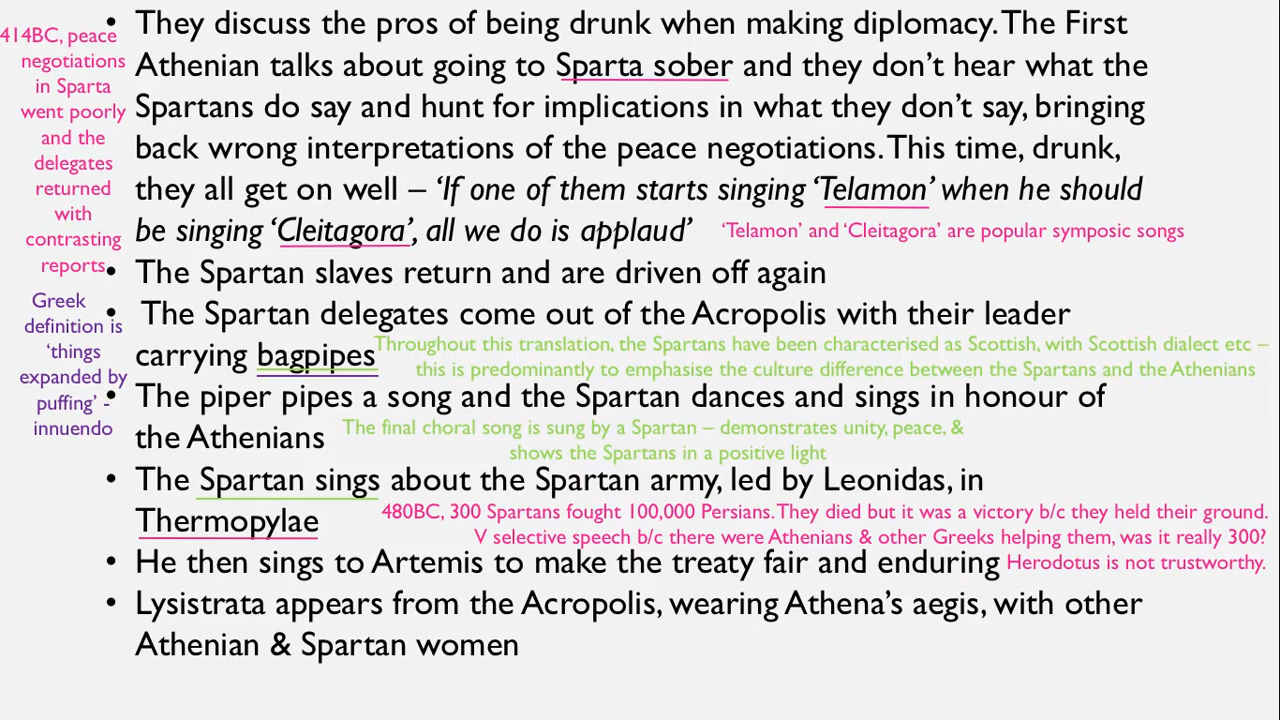 414BC, peace
negotiations
in Sparta
went poorly
and the
delegates
returned
with
contrasting
reports
Greek
definition is
‘things
expanded by
puffing’ -
innuendo
• They discuss the pros of being drunk when making diplomacy. The First
Athenian talks about going to Sparta sober and they don’t hear what the
Spartans do say and hunt for implications in what they don’t say, bringing
back wrong interpretations of the peace negotiations. This time, drunk,
they all get on well – ‘If one of them starts singing ‘Telamon’ when he should
be singing ‘Cleitagora’, all we do is applaud’
‘Telamon’ and ‘Cleitagora’ are popular symposic songs
• The Spartan slaves return and are driven off again
• The Spartan delegates come out of the Acropolis with their leader
carrying bagpipes
Throughout this translation, the Spartans have been characterised as Scottish, with Scottish dialect etc –
this is predominantly to emphasise the culture difference between the Spartans and the Athenians
• The piper pipes a song and the Spartan dances and sings in honour of
the Athenians
The final choral song is sung by a Spartan – demonstrates unity, peace, &
shows the Spartans in a positive light
• The Spartan sings about the Spartan army, led by Leonidas, in
Thermopylae
480BC, 300 Spartans fought 100,000 Persians. They died but it was a victory b/c they held their ground.
V selective speech b/c there were Athenians & other Greeks helping them, was it really 300?
Herodotus is not trustworthy.
• He then sings to Artemis to make the treaty fair and enduring
• Lysistrata appears from the Acropolis, wearing Athena’s aegis, with other
Athenian & Spartan women